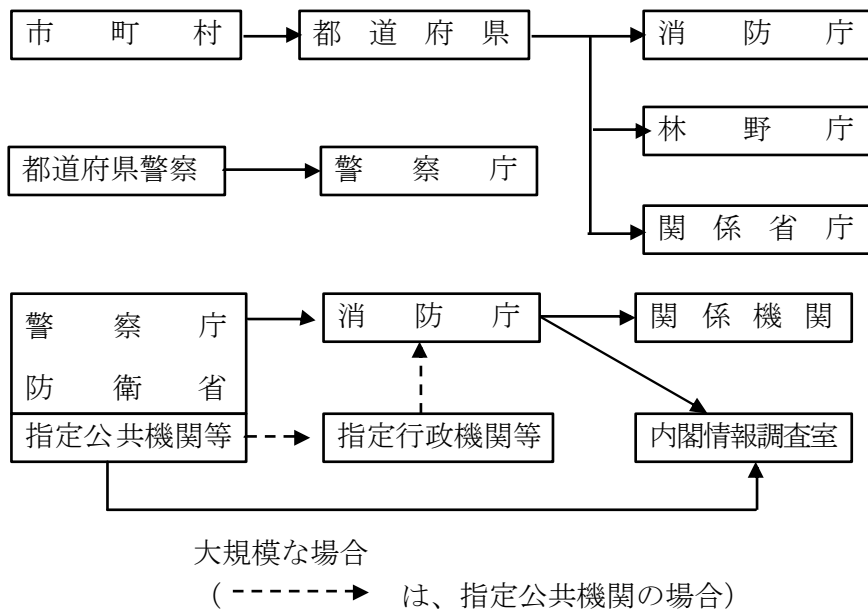 市町村
都道府県
消防庁
林野庁
都道府県警察
警察庁
関係省庁
警察庁
防衛省
指定公共機関等
消防庁
関係機関
指定行政機関等
内閣情報調査室
大規模な場合
( は、指定公共機関の場合)